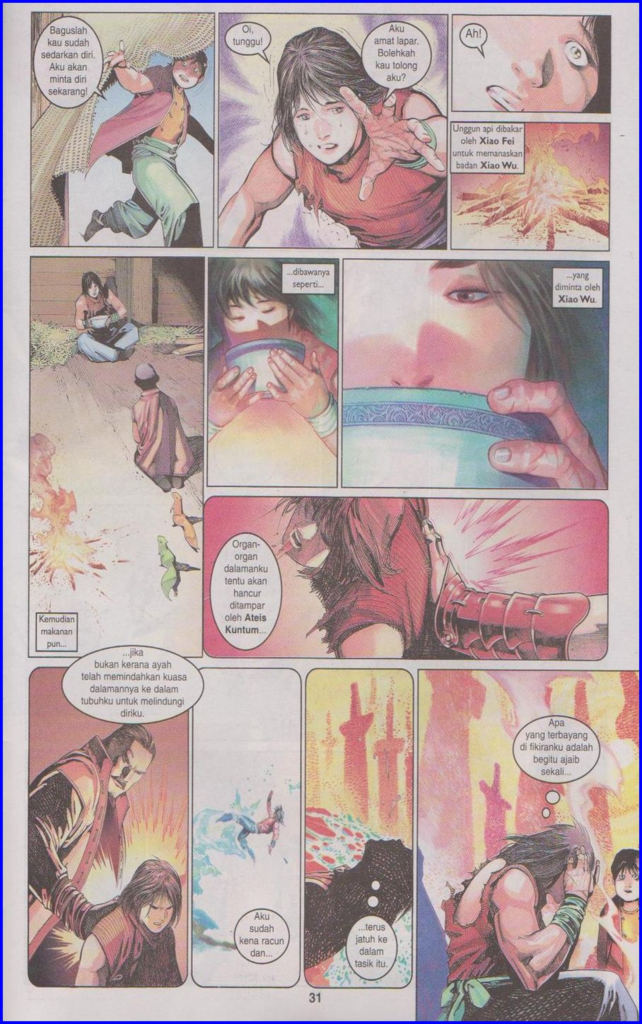 Baguslah
kau sudah
sedarkan diri.
Aku akan
minta diri
sekarang!
Oi,
tunggu!
Aku
amat lapar.
Bolehkah
kau tolong
aku?
Ah!
Unggun api dibakar
oleh Xiao Fei
untuk memanaskan
badan Xiao Wu.
Kemudian
makanan
pun...
...dibawanya
seperti...
...yang
diminta oleh
Xiao Wu.
Organ-
organ
dalamanku
tentu akan
hancur
ditampar
oleh Ateis
Kuntum...
...jika
bukan kerana ayah
telah memindahkan kuasa
dalamannya ke dalam
tubuhku untuk melindungi
diriku.
Aku
sudah
kena racun
dan...
...terus
jatuh ke
dalam
tasik itu.
Apa
yang terbayang
di fikiranku adalah
begitu ajaib
sekali...
31